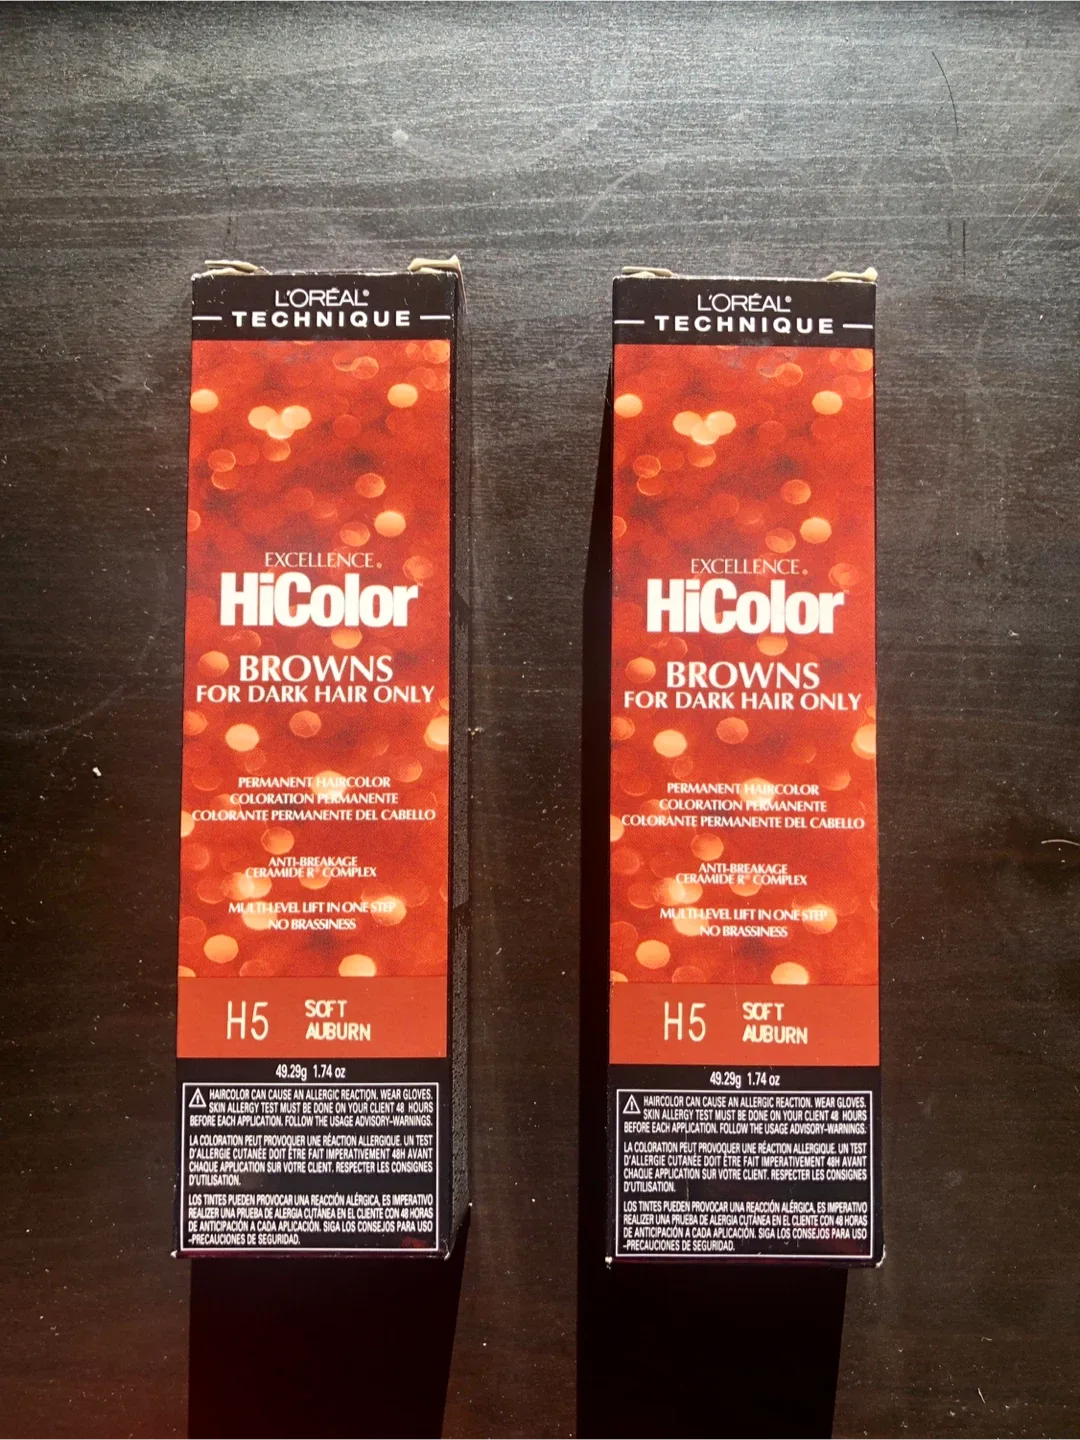 L'ORÉAL®
TECHNIQUE
EXCELLENCE®
HiColor™
BROWNS
FOR DARK HAIR ONLY
PERMANENT HAIRCOLOR
COLORATION PERMANENTE
COLORANTE PERMANENTE DEL CABELLO
ANTI-BREAKAGE
CERAMIDE R® COMPLEX
MULTI-LEVEL LIFT IN ONE STEP
NO BRASSINESS
H5 SOFT
AUBURN
49.29g 1.74 oz
HAIRCOLOR CAN CAUSE AN ALLERGIC REACTION. WEAR GLOVES.
SKIN ALLERGY TEST MUST BE DONE ON YOUR CLIENT 48 HOURS
BEFORE EACH APPLICATION. FOLLOW THE USAGE ADVISORY-WARNINGS.
LA COLORATION PEUT PROVOQUER UNE RÉACTION ALLERGIQUE. UN TEST
D'ALLERGIE CUTANÉE DOIT ÊTRE FAIT IMPERATIVEMENT 48H AVANT
CHAQUE APPLICATION SUR VOTRE CLIENT. RESPECTER LES CONSIGNES
D'UTILISATION.
LOS TINTES PUEDEN PROVOCAR UNA REACCIÓN ALÉRGICA, ES IMPERATIVO
REALIZER UNA PRUEBA DE ALERGIA CUTÁNEA EN EL CLIENTE CON 48 HORAS
DE ANTICIPACIÓN A CADA APLICACIÓN. SIGA LOS CONSEJOS PARA USO
-PRECAUCIONES DE SEGURIDAD.
L'ORÉAL®
TECHNIQUE
EXCELLENCE®
HiColor™
BROWNS
FOR DARK HAIR ONLY
PERMANENT HAIRCOLOR
COLORATION PERMANENTE
COLORANTE PERMANENTE DEL CABELLO
ANTI-BREAKAGE
CERAMIDE R® COMPLEX
MULTI-LEVEL LIFT IN ONE STEP
NO BRASSINESS
H5 SOFT
AUBURN
49.29g 1.74 oz
HAIRCOLOR CAN CAUSE AN ALLERGIC REACTION. WEAR GLOVES.
SKIN ALLERGY TEST MUST BE DONE ON YOUR CLIENT 48 HOURS
BEFORE EACH APPLICATION. FOLLOW THE USAGE ADVISORY-WARNINGS.
LA COLORATION PEUT PROVOQUER UNE RÉACTION ALLERGIQUE. UN TEST
D'ALLERGIE CUTANÉE DOIT ÊTRE FAIT IMPERATIVEMENT 48H AVANT
CHAQUE APPLICATION SUR VOTRE CLIENT. RESPECTER LES CONSIGNES
D'UTILISATION.
LOS TINTES PUEDEN PROVOCAR UNA REACCIÓN ALÉRGICA, ES IMPERATIVO
REALIZER UNA PRUEBA DE ALERGIA CUTÁNEA EN EL CLIENTE CON 48 HORAS
DE ANTICIPACIÓN A CADA APLICACIÓN. SIGA LOS CONSEJOS PARA USO
-PRECAUCIONES DE SEGURIDAD.